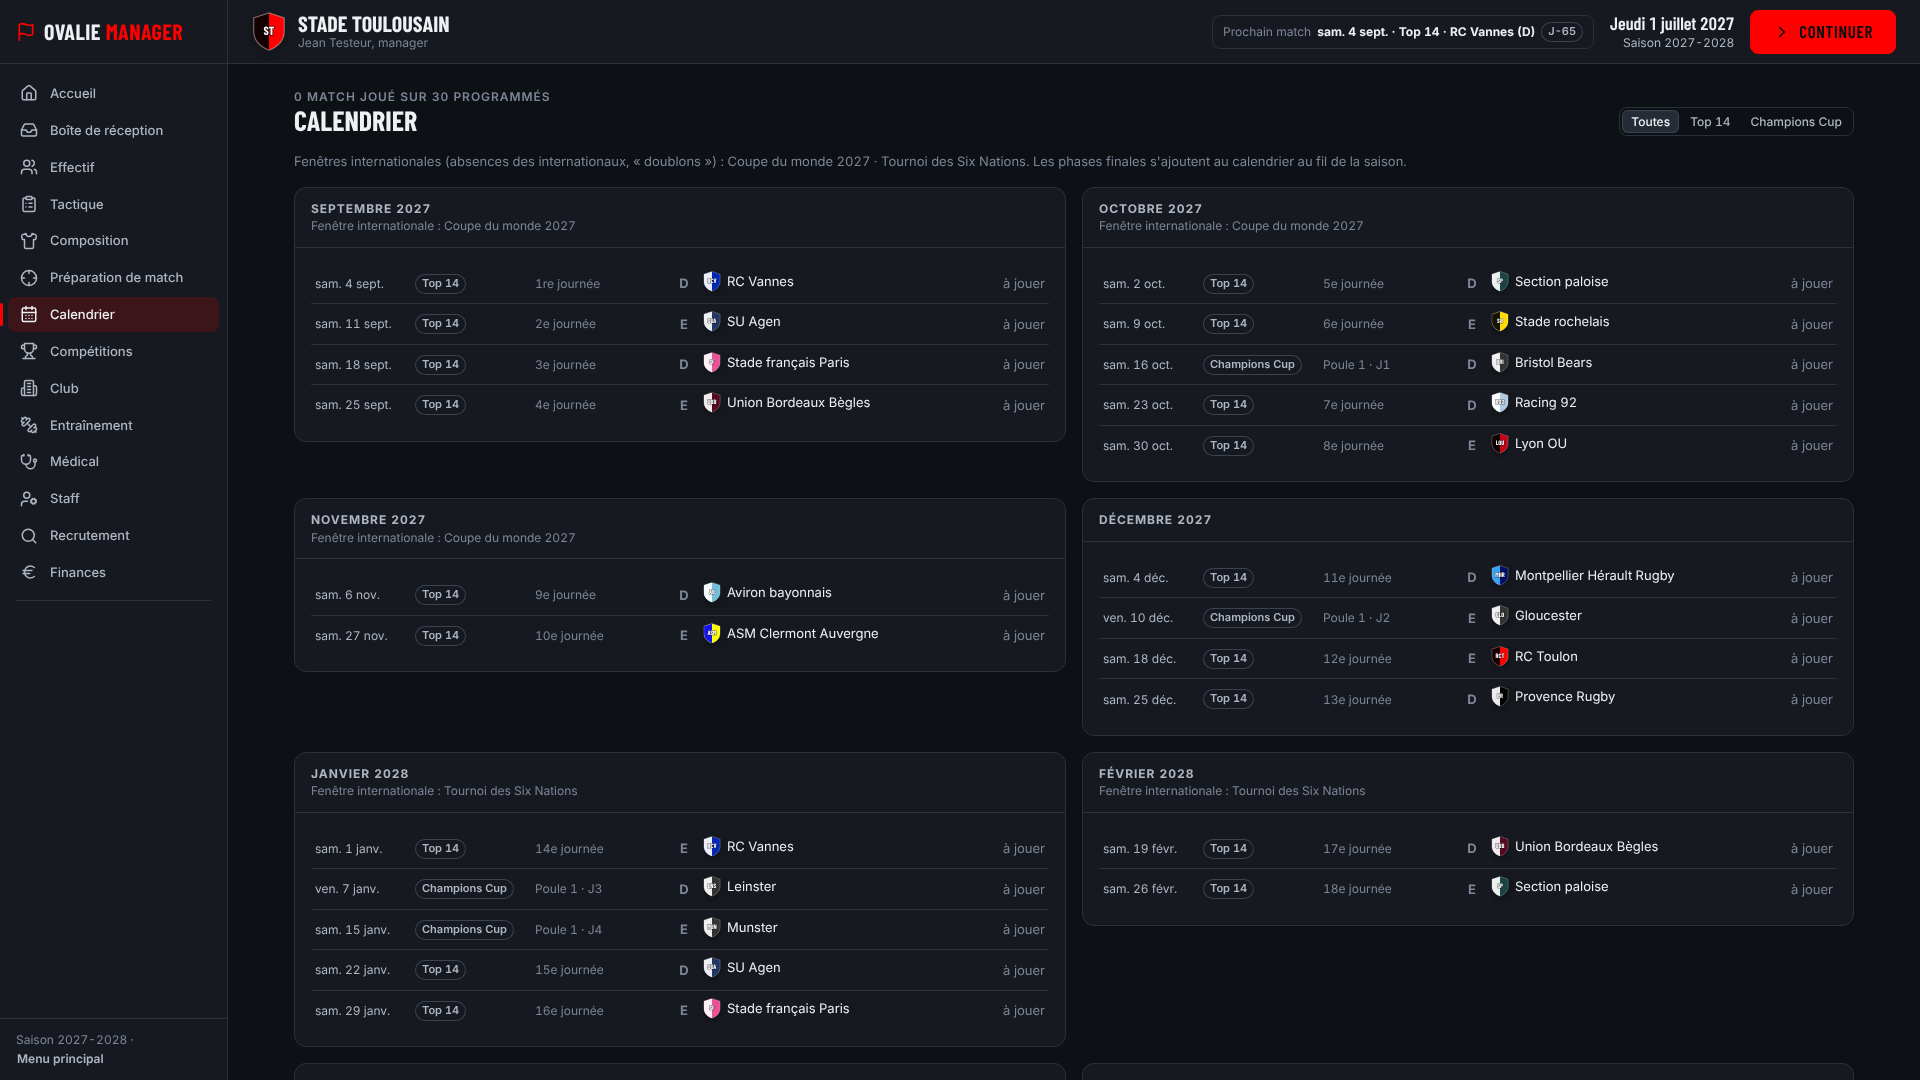 OVALIE MANAGER
ST
STADE TOULOUSAIN
Jean Testeur, manager
Prochain match sam. 4 sept. · Top 14 · RC Vannes (D) J-65
Jeudi 1 juillet 2027
Saison 2027-2028
CONTINUER
Accueil
Boîte de réception
Effectif
Tactique
Composition
Préparation de match
Calendrier
Compétitions
Club
Entraînement
Médical
Staff
Recrutement
Finances
Saison 2027-2028 ·
Menu principal
0 MATCH JOUÉ SUR 30 PROGRAMMÉS
CALENDRIER
Toutes Top 14 Champions Cup
Fenêtres internationales (absences des internationaux, « doublons ») : Coupe du monde 2027 · Tournoi des Six Nations. Les phases finales s'ajoutent au calendrier au fil de la saison.
SEPTEMBRE 2027
Fenêtre internationale : Coupe du monde 2027
sam. 4 sept. Top 14 1re journée D RC Vannes à jouer
sam. 11 sept. Top 14 2e journée E SU Agen à jouer
sam. 18 sept. Top 14 3e journée D Stade français Paris à jouer
sam. 25 sept. Top 14 4e journée E Union Bordeaux Bègles à jouer
OCTOBRE 2027
Fenêtre internationale : Coupe du monde 2027
sam. 2 oct. Top 14 5e journée D Section paloise à jouer
sam. 9 oct. Top 14 6e journée E Stade rochelais à jouer
sam. 16 oct. Champions Cup Poule 1 · J1 D Bristol Bears à jouer
sam. 23 oct. Top 14 7e journée D Racing 92 à jouer
sam. 30 oct. Top 14 8e journée E LOU Lyon OU à jouer
NOVEMBRE 2027
Fenêtre internationale : Coupe du monde 2027
sam. 6 nov. Top 14 9e journée D Aviron bayonnais à jouer
sam. 27 nov. Top 14 10e journée E ASM Clermont Auvergne à jouer
DÉCEMBRE 2027
sam. 4 déc. Top 14 11e journée D Montpellier Hérault Rugby à jouer
ven. 10 déc. Champions Cup Poule 1 · J2 E Gloucester à jouer
sam. 18 déc. Top 14 12e journée E RCT RC Toulon à jouer
sam. 25 déc. Top 14 13e journée D Provence Rugby à jouer
JANVIER 2028
Fenêtre internationale : Tournoi des Six Nations
sam. 1 janv. Top 14 14e journée E RC Vannes à jouer
ven. 7 janv. Champions Cup Poule 1 · J3 D Leinster à jouer
sam. 15 janv. Champions Cup Poule 1 · J4 E Munster à jouer
sam. 22 janv. Top 14 15e journée D SU Agen à jouer
sam. 29 janv. Top 14 16e journée E Stade français Paris à jouer
FÉVRIER 2028
Fenêtre internationale : Tournoi des Six Nations
sam. 19 févr. Top 14 17e journée D Union Bordeaux Bègles à jouer
sam. 26 févr. Top 14 18e journée E Section paloise à jouer